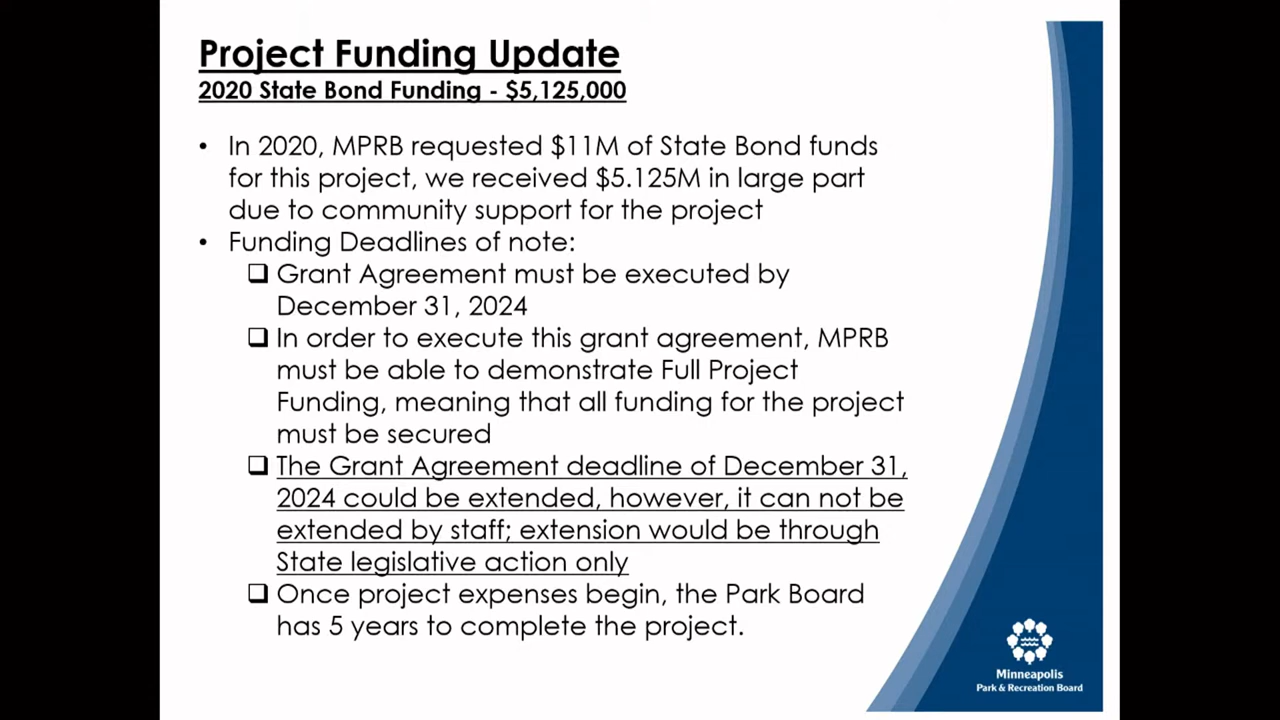 Project Funding Update
2020 State Bond Funding - $5,125,000
• In 2020, MPRB requested $11M of State Bond funds
for this project, we received $5.125M in large part
due to community support for the project
• Funding Deadlines of note:
❑ Grant Agreement must be executed by
December 31, 2024
❑ In order to execute this grant agreement, MPRB
must be able to demonstrate Full Project
Funding, meaning that all funding for the project
must be secured
❑ The Grant Agreement deadline of December 31,
2024 could be extended, however, it can not be
extended by staff; extension would be through
State legislative action only
❑ Once project expenses begin, the Park Board
has 5 years to complete the project.
Minneapolis
Park & Recreation Board